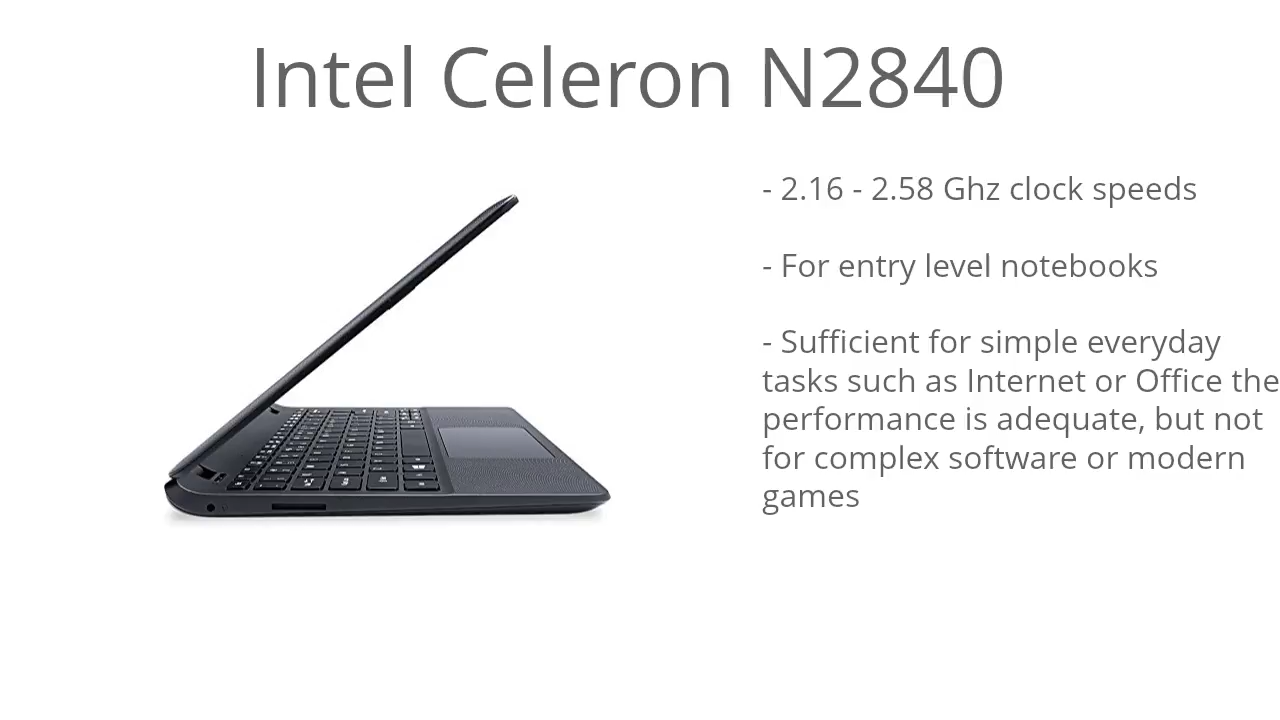 Intel Celeron N2840
- 2.16 - 2.58 Ghz clock speeds
- For entry level notebooks
- Sufficient for simple everyday
tasks such as Internet or Office the
performance is adequate, but not
for complex software or modern
games